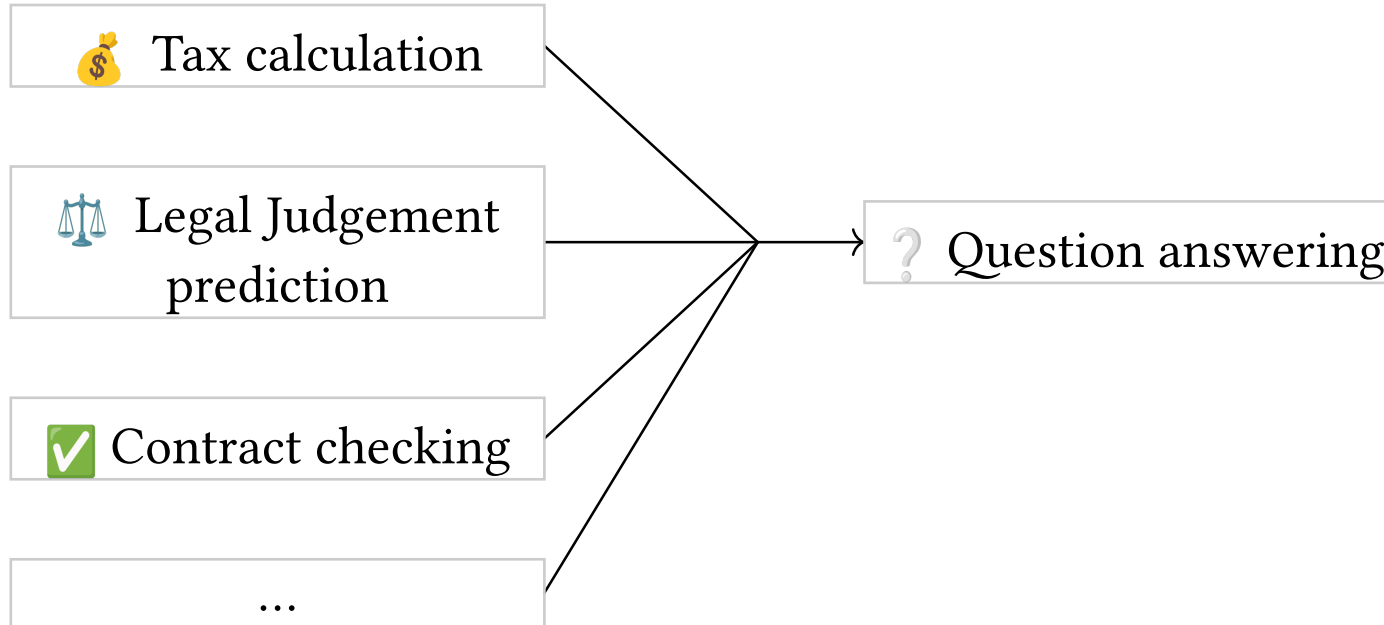 💰 Tax calculation
⚖️ Legal Judgement
prediction
✅ Contract checking
...
❔ Question answering